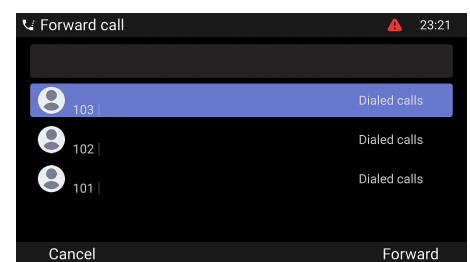 Forward call 23:21
103 | Dialed calls
102 | Dialed calls
101 | Dialed calls
Cancel Forward